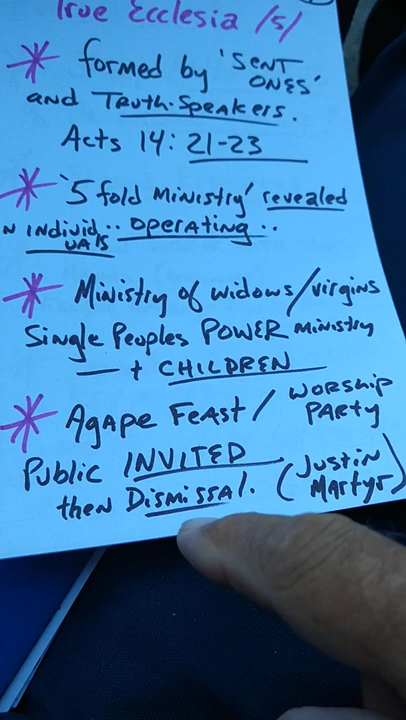 True Ecclesia /5/
* formed by 'SENT
ONES'
and Truth-Speakers.
Acts 14: 21-23
* '5 fold Ministry' revealed
N INDIVID..
UALS operating..
* Ministry of widows/virgins
Single Peoples POWER ministry
— + CHILDREN
* Agape Feast / WORSHIP
PARTY
Public INVITED
then Dismissal. (Justin
Martyr)